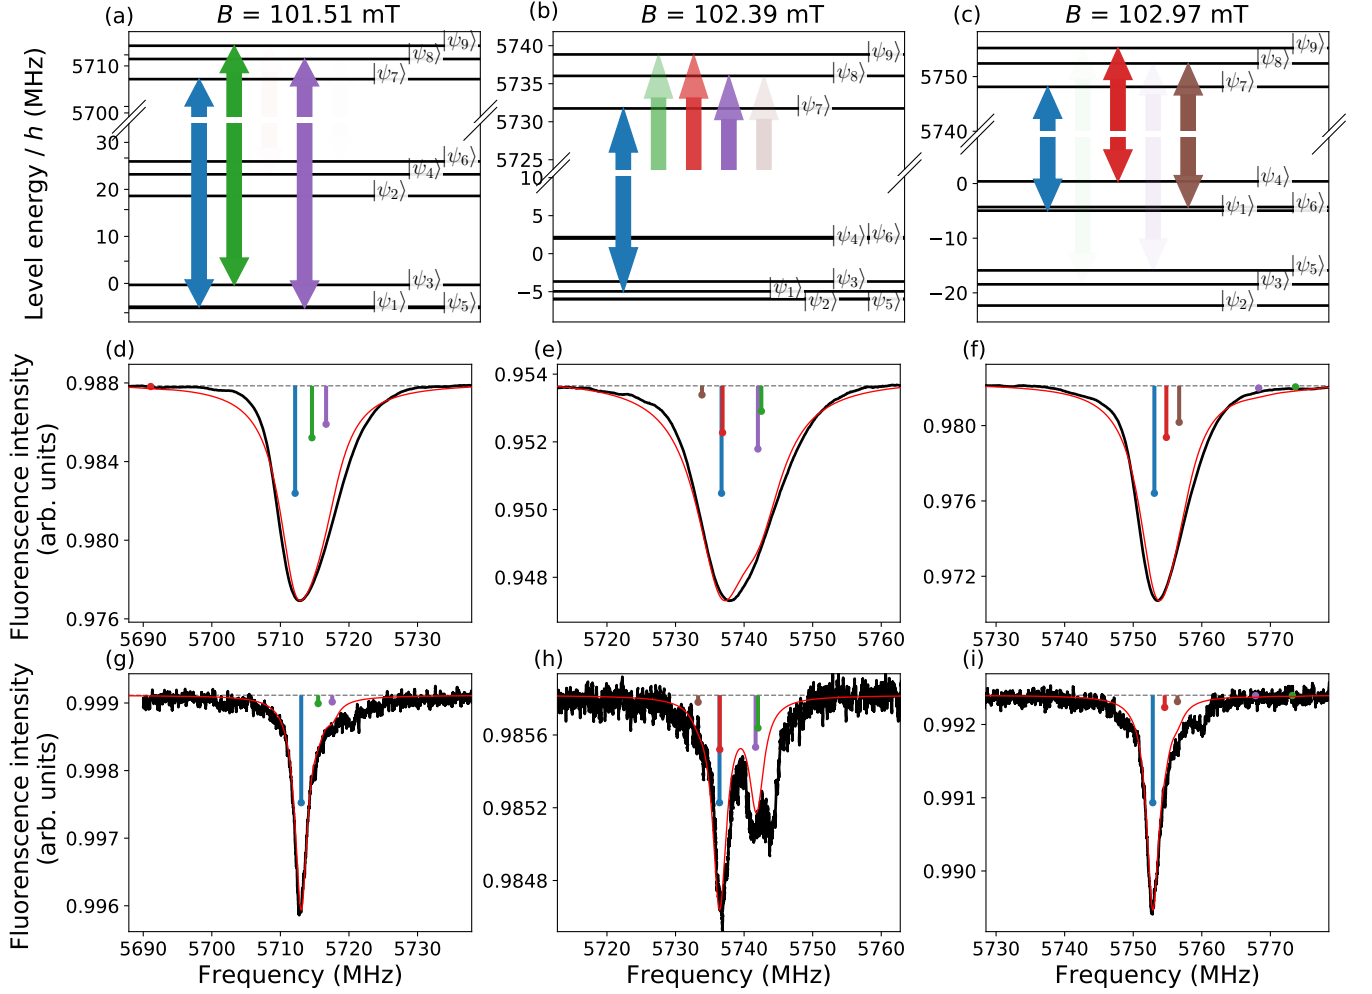 (a) B = 101.51 mT
(b) B = 102.39 mT
(c) B = 102.97 mT
Level energy / h (MHz)
5710
5700
30
20
10
0
|ψ9⟩
|ψ8⟩
|ψ7⟩
|ψ6⟩
|ψ4⟩
|ψ2⟩
|ψ3⟩
|ψ1⟩ |ψ5⟩
5740
5735
5730
5725
10
5
0
−5
|ψ9⟩
|ψ8⟩
|ψ7⟩
|ψ4⟩ |ψ6⟩
|ψ3⟩
|ψ1⟩
|ψ2⟩ |ψ5⟩
5750
5740
0
−10
−20
|ψ9⟩
|ψ8⟩
|ψ7⟩
|ψ4⟩
|ψ1⟩ |ψ6⟩
|ψ5⟩
|ψ3⟩
|ψ2⟩
(d)
Fluorenscence intensity
(arb. units)
0.988
0.984
0.980
0.976
5690 5700 5710 5720 5730
(e)
0.954
0.952
0.950
0.948
5720 5730 5740 5750 5760
(f)
0.980
0.976
0.972
5730 5740 5750 5760 5770
(g)
Fluorenscence intensity
(arb. units)
0.999
0.998
0.997
0.996
5690 5700 5710 5720 5730
Frequency (MHz)
(h)
0.9856
0.9852
0.9848
5720 5730 5740 5750 5760
Frequency (MHz)
(i)
0.992
0.991
0.990
5730 5740 5750 5760 5770
Frequency (MHz)